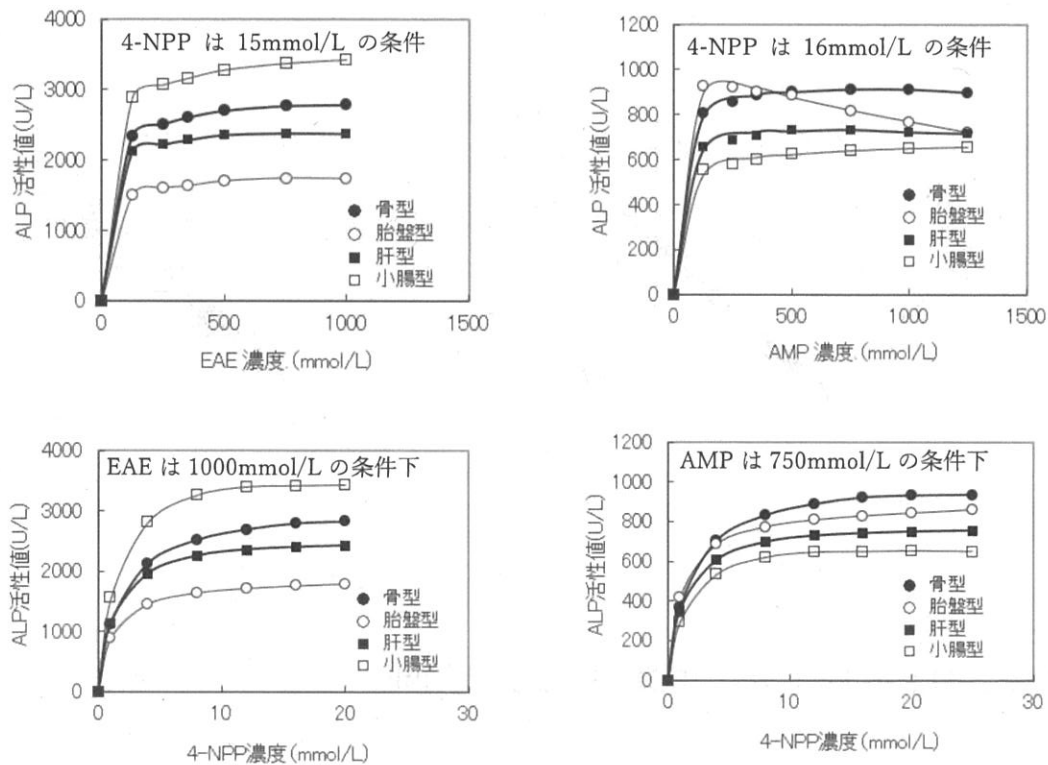 4000
3000
2000
1000
0
4-NPP は 15mmol/L の条件
ALP 活性値(U/L)
● 骨型
○ 胎盤型
■ 肝型
□ 小腸型
0 500 1000 1500
EAE 濃度.(mmol/L)
1200
1000
800
600
400
200
0
4-NPP は 16mmol/L の条件
ALP 活性値(U/L)
● 骨型
○ 胎盤型
■ 肝型
□ 小腸型
0 500 1000 1500
AMP 濃度.(mmol/L)
4000
3000
2000
1000
0
EAE は 1000mmol/L の条件下
ALP活性値(U/L)
● 骨型
○ 胎盤型
■ 肝型
□ 小腸型
0 10 20 30
4-NPP濃度(mmol/L)
1200
1000
800
600
400
200
0
AMP は 750mmol/L の条件下
ALP活性値(U/L)
● 骨型
○ 胎盤型
■ 肝型
□ 小腸型
0 10 20 30
4-NPP濃度(mmol/L)